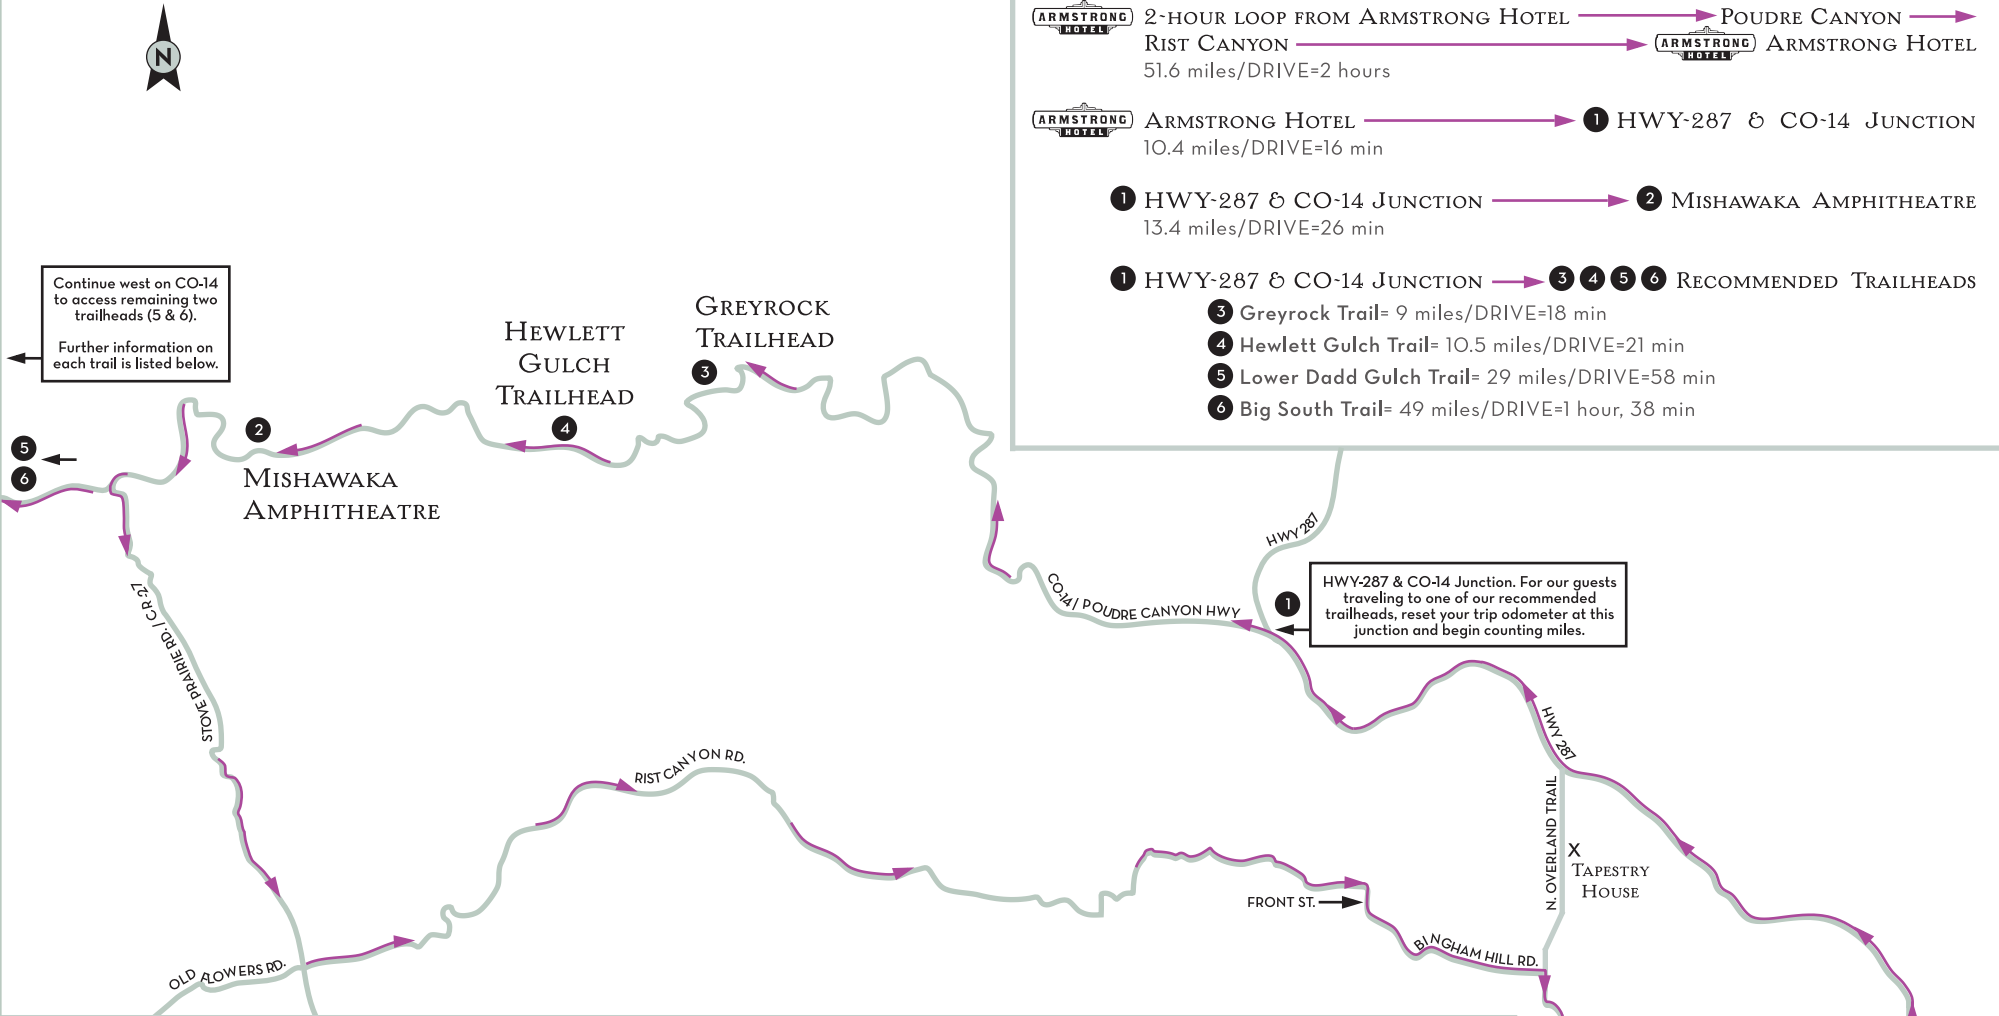 N
ARMSTRONG
HOTEL
2-HOUR LOOP FROM ARMSTRONG HOTEL POUDRE CANYON
RIST CANYON ARMSTRONG HOTEL ARMSTRONG HOTEL
51.6 miles/DRIVE=2 hours
ARMSTRONG
HOTEL
ARMSTRONG HOTEL 1 HWY-287 & CO-14 JUNCTION
10.4 miles/DRIVE=16 min
1 HWY-287 & CO-14 JUNCTION 2 MISHAWAKA AMPHITHEATRE
13.4 miles/DRIVE=26 min
1 HWY-287 & CO-14 JUNCTION 3 4 5 6 RECOMMENDED TRAILHEADS
3 Greyrock Trail= 9 miles/DRIVE=18 min
4 Hewlett Gulch Trail= 10.5 miles/DRIVE=21 min
5 Lower Dadd Gulch Trail= 29 miles/DRIVE=58 min
6 Big South Trail= 49 miles/DRIVE=1 hour, 38 min
Continue west on CO-14
to access remaining two
trailheads (5 & 6).
Further information on
each trail is listed below.
GREYROCK
TRAILHEAD
3
HEWLETT
GULCH
TRAILHEAD
4
2
MISHAWAKA
AMPHITHEATRE
5
6
HWY 287
1
HWY-287 & CO-14 Junction. For our guests
traveling to one of our recommended
trailheads, reset your trip odometer at this
junction and begin counting miles.
CO-14/ POUDRE CANYON HWY
STOVE PRAIRIE RD./ CR-27
HWY 287
RIST CANYON RD.
N. OVERLAND TRAIL
X
TAPESTRY
HOUSE
FRONT ST.
BINGHAM HILL RD.
OLD FLOWERS RD.